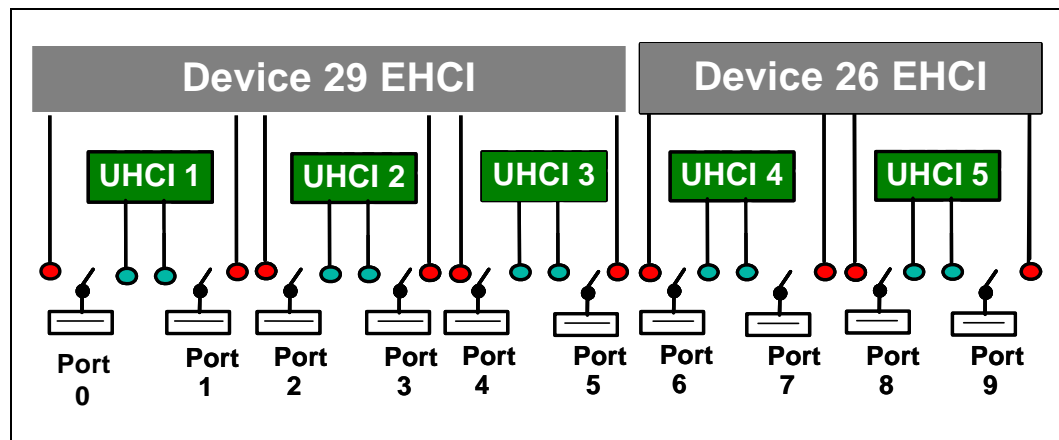 Device 29 EHCI
Device 26 EHCI
UHCI 1
UHCI 2
UHCI 3
UHCI 4
UHCI 5
Port
0
Port
1
Port
2
Port
3
Port
4
Port
5
Port
6
Port
7
Port
8
Port
9